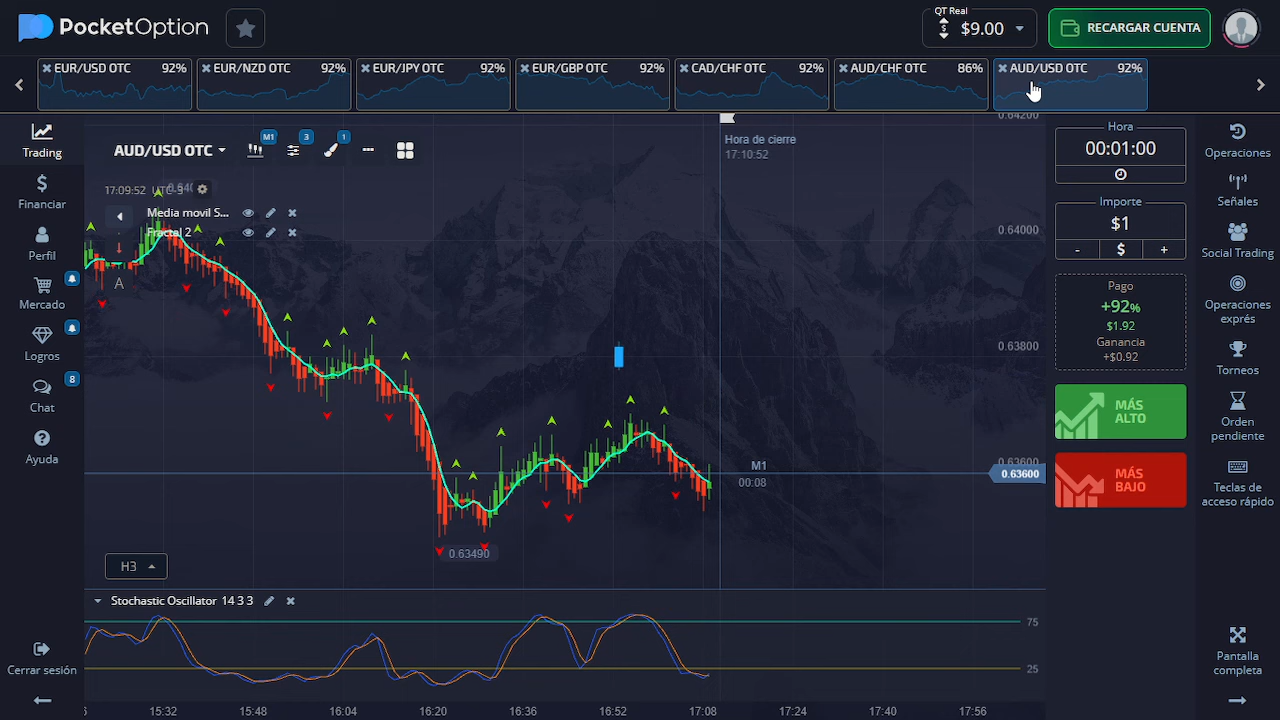 PocketOption
QT Real
$9.00
RECARGAR CUENTA
EUR/USD OTC 92%
EUR/NZD OTC 92%
EUR/JPY OTC 92%
EUR/GBP OTC 92%
CAD/CHF OTC 92%
AUD/CHF OTC 86%
AUD/USD OTC 92%
Trading
Financiar
Perfil
Mercado
Logros
8
Chat
Ayuda
Cerrar sesión
AUD/USD OTC
M1
3
1
17:09:52 UTC-3
Media movil S...
Fractal 2
A
Hora de cierre
17:10:52
0.64200
0.64000
0.63800
0.63600
0.63600
M1
00:08
0.63490
H3
Stochastic Oscillator 14 3 3
75
25
15:32
15:48
16:04
16:20
16:36
16:52
17:08
17:24
17:40
17:56
Hora
00:01:00
Importe
$1
- $ +
Pago
+92%
$1.92
Ganancia
+$0.92
MÁS
ALTO
MÁS
BAJO
Operaciones
Señales
Social Trading
Operaciones
exprés
Torneos
Orden
pendiente
Teclas de
acceso rápido
Pantalla
completa